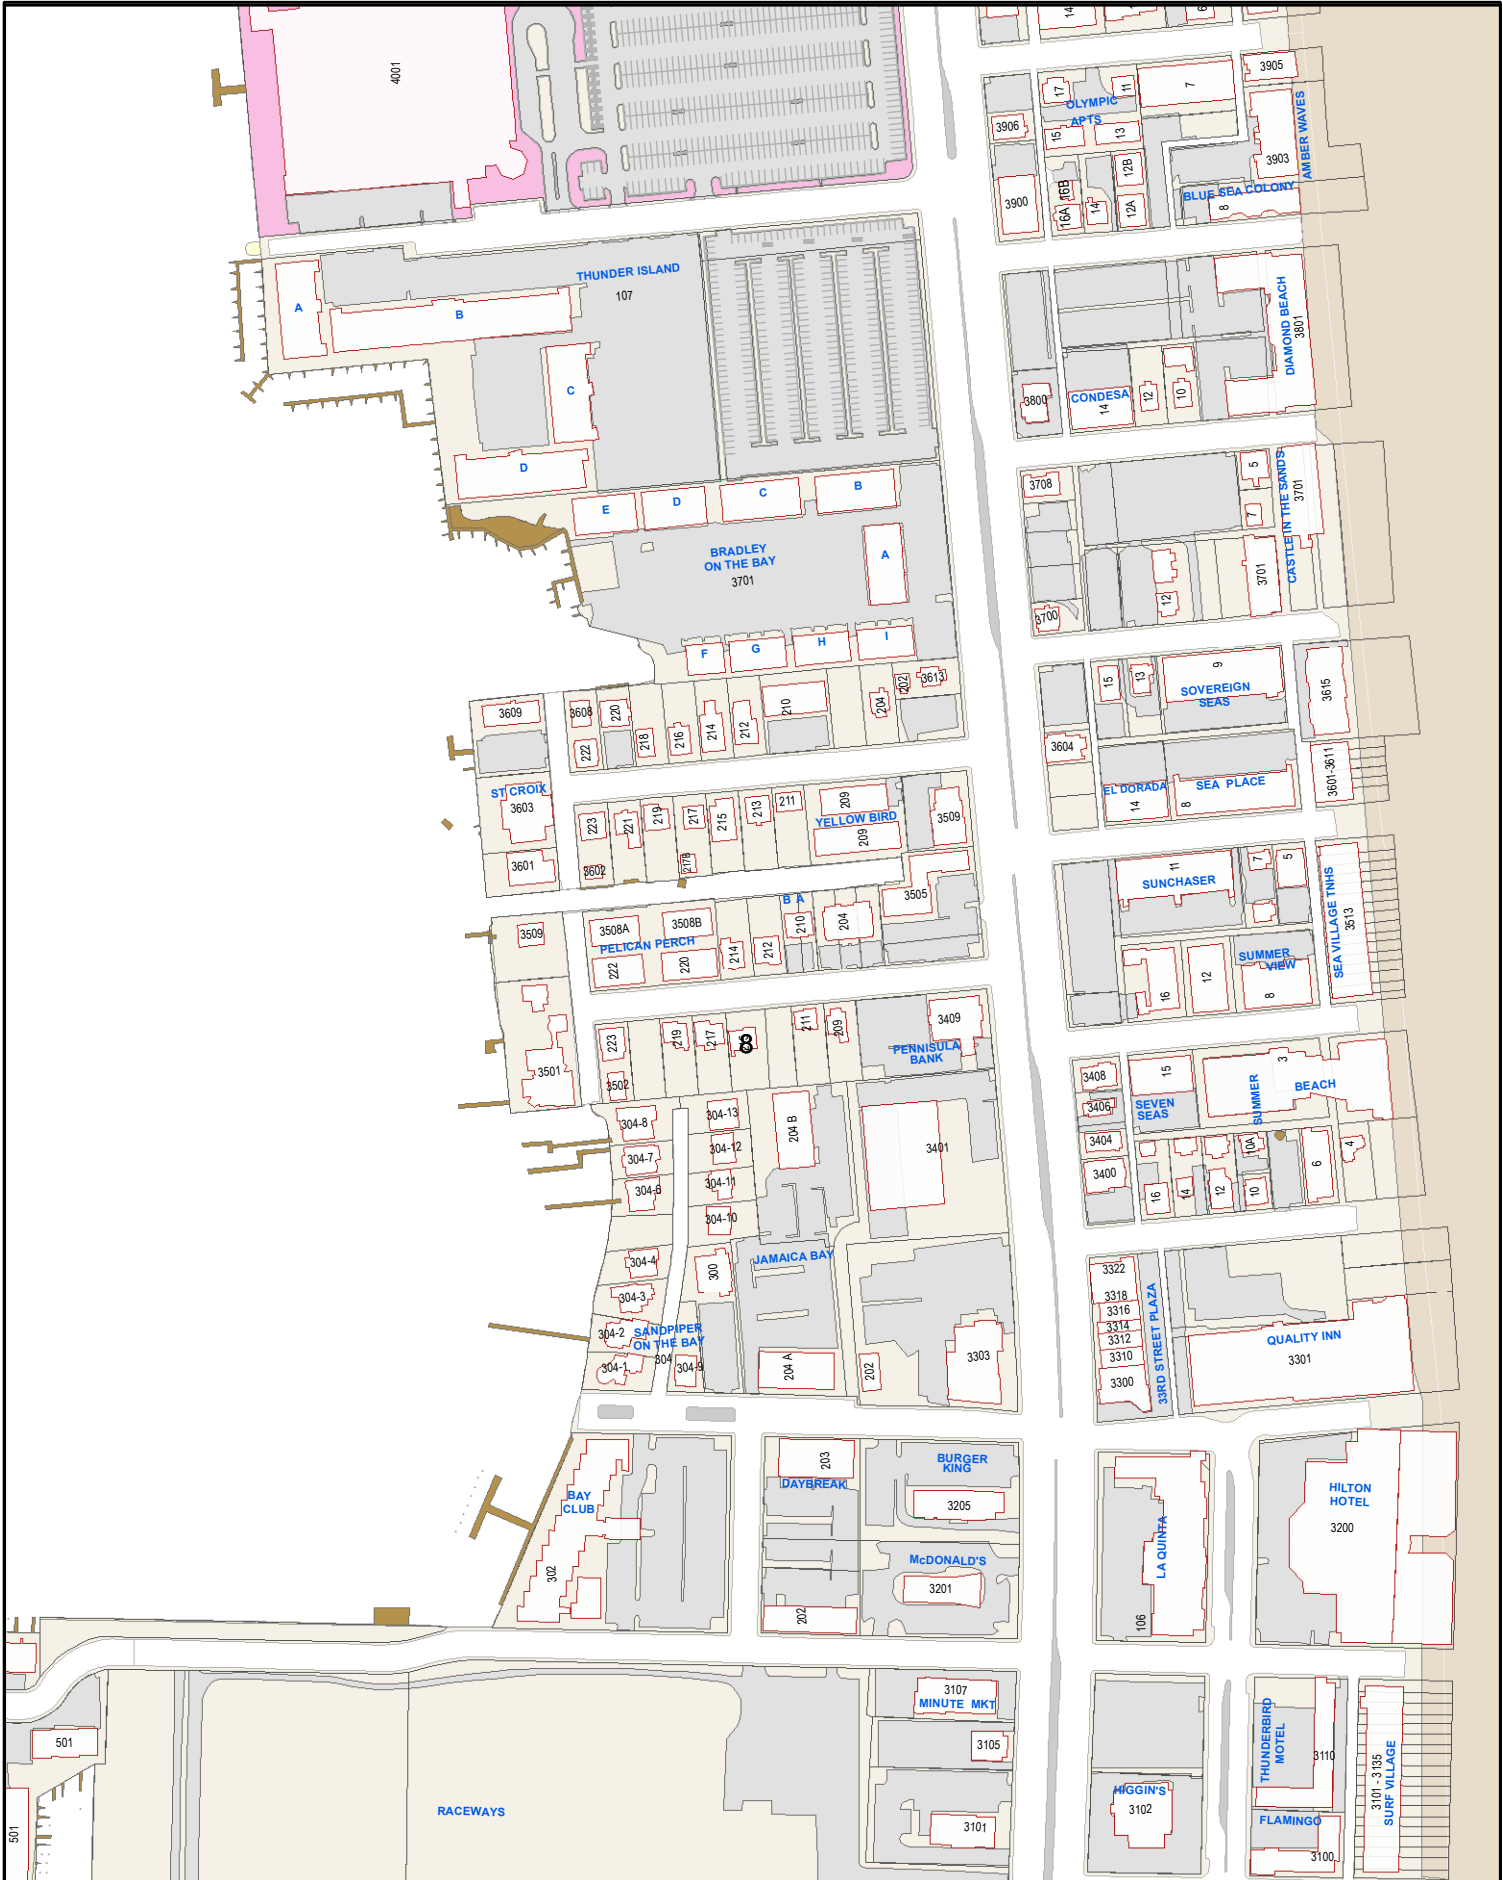 14
6
4001
3905
17
11
7
OLYMPIC
APTS
AMBER WAVES
3906
15
13
3903
12B
16B
BLUE SEA COLONY
3900
16A
14
12A
8
THUNDER ISLAND
107
A
B
C
D
DIAMOND BEACH
3801
3800
CONDESA
14
12
10
E
D
C
B
A
BRADLEY
ON THE BAY
3701
3708
5
7
CASTLE IN THE SANDS
3701
3701
12
3700
F
G
H
I
3613
202
204
210
212
214
216
218
220
222
3608
3609
15
13
9
SOVEREIGN
SEAS
3615
3604
EL DORADA
14
8
SEA PLACE
3601-3611
ST CROIX
3603
3601
223
221
219
217
217B
215
213
211
209
YELLOW BIRD
209
3509
3602
3505
B A
11
SUNCHASER
7
5
SEA VILLAGE TNHS
3513
3509
3508A
3508B
PELICAN PERCH
222
220
214
212
210
204
16
12
SUMMER
VIEW
8
3501
223
3502
219
217
8
211
209
3409
PENNISULA
BANK
3408
3406
3404
3400
15
SEVEN
SEAS
3
SUMMER
BEACH
304-8
304-7
304-6
304-4
304-3
304-2
304-1
304-13
304-12
304-11
304-10
300
304-9
304
SANDPIPER
ON THE BAY
204 B
JAMAICA BAY
204 A
3401
202
3303
16
14
12
10A
10
6
4
3322
3318
3316
3314
3312
3310
3300
33RD STREET PLAZA
QUALITY INN
3301
BAY
CLUB
302
203
DAYBREAK
202
BURGER
KING
3205
McDONALD'S
3201
LA QUINTA
106
HILTON
HOTEL
3200
501
501
RACEWAYS
3107
MINUTE MKT
3105
3101
HIGGIN'S
3102
THUNDERBIRD
MOTEL
3110
FLAMINGO
3100
3101 - 3135
SURF VILLAGE